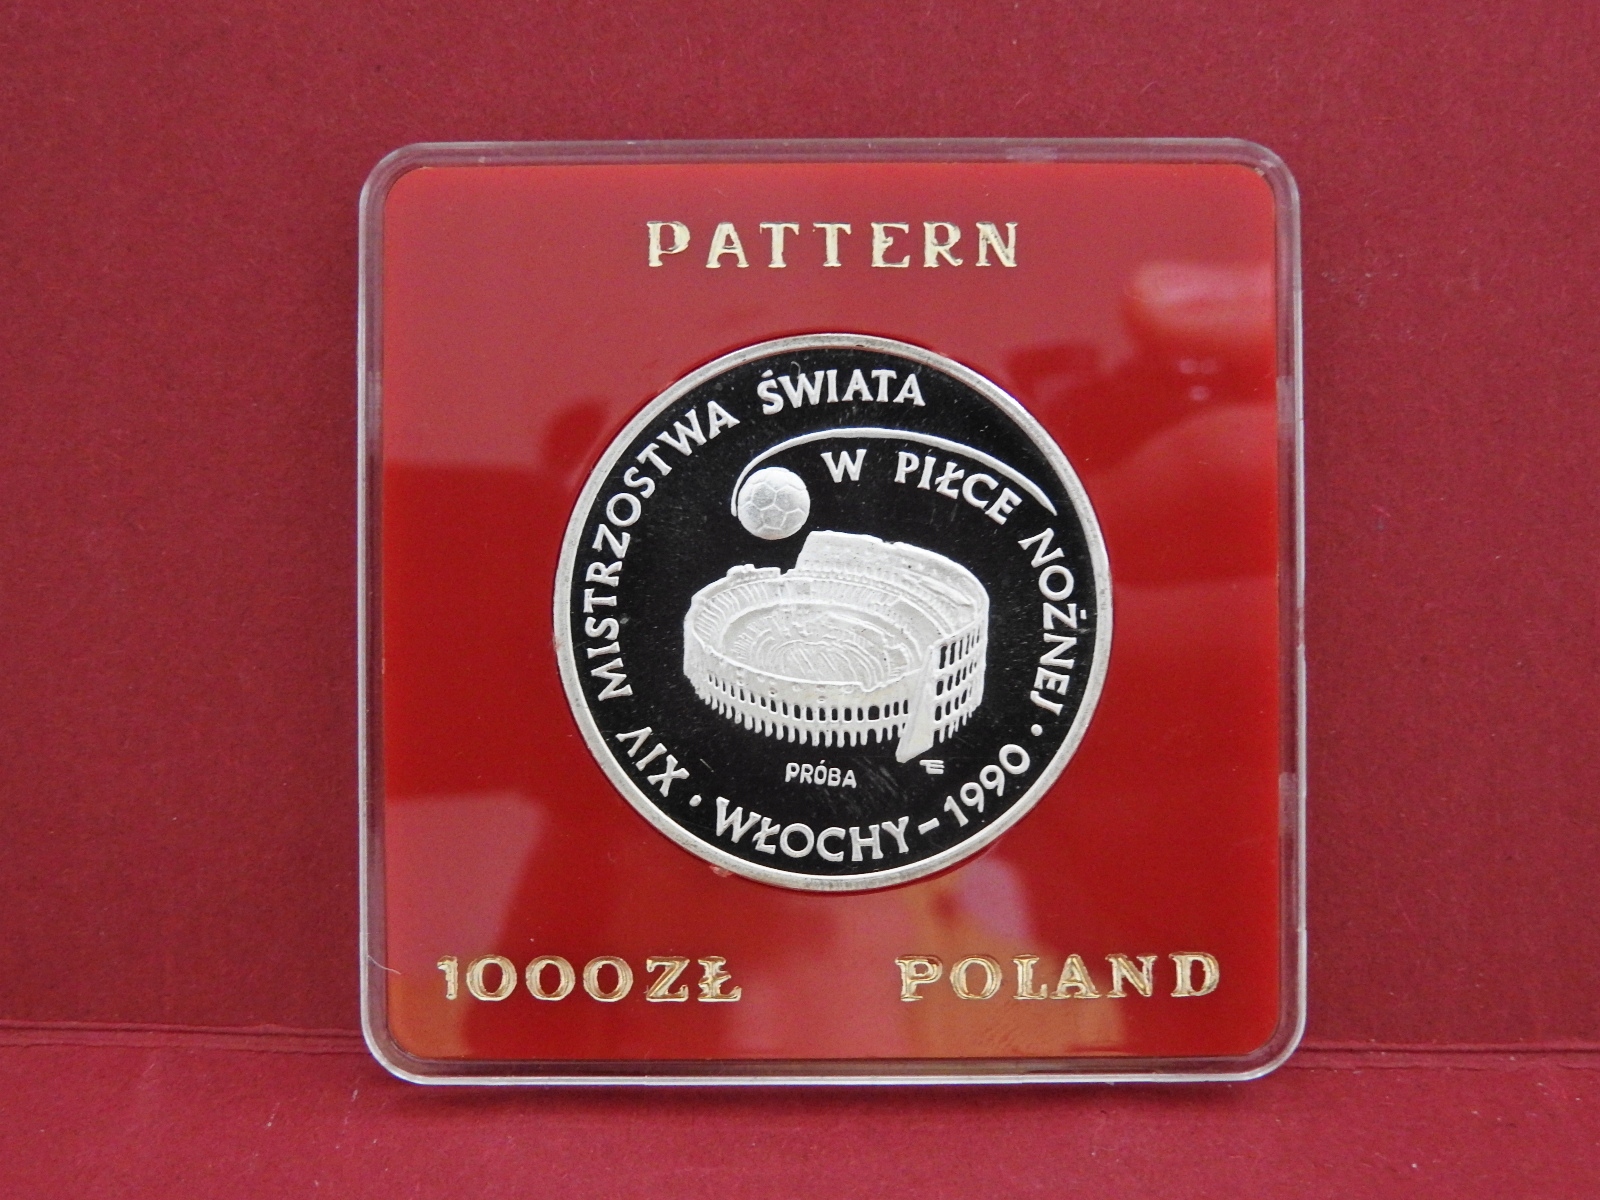 PATTERN
XIV MISTRZOSTWA ŚWIATA
W PIŁCE NOŻNEJ
PRÓBA
• WŁOCHY – 1990 •
1000ZŁ POLAND